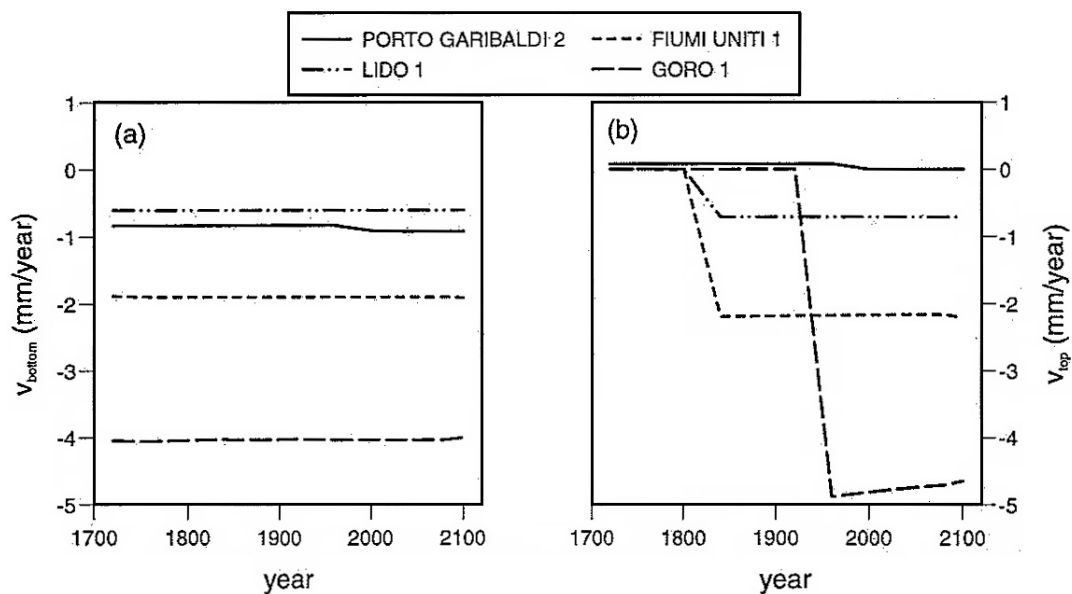 PORTO GARIBALDI 2 FIUMI UNITI 1
LIDO 1 GORO 1
(a)
1
0
-1
-2
-3
-4
-5
v_bottom (mm/year)
1700 1800 1900 2000 2100
year
(b)
1
0
-1
-2
-3
-4
-5
v_top (mm/year)
1700 1800 1900 2000 2100
year